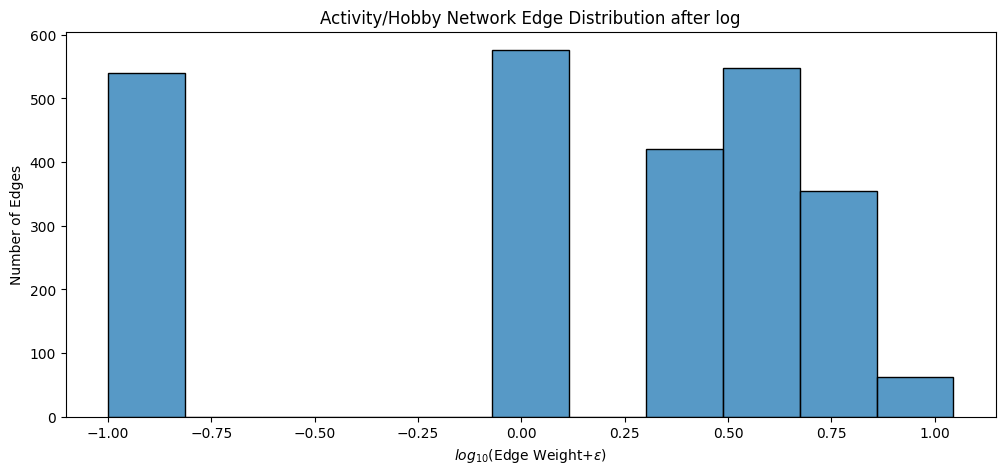 Activity/Hobby Network Edge Distribution after log
600
500
400
300
200
100
0
Number of Edges
−1.00 −0.75 −0.50 −0.25 0.00 0.25 0.50 0.75 1.00
log₁₀(Edge Weight+ε)